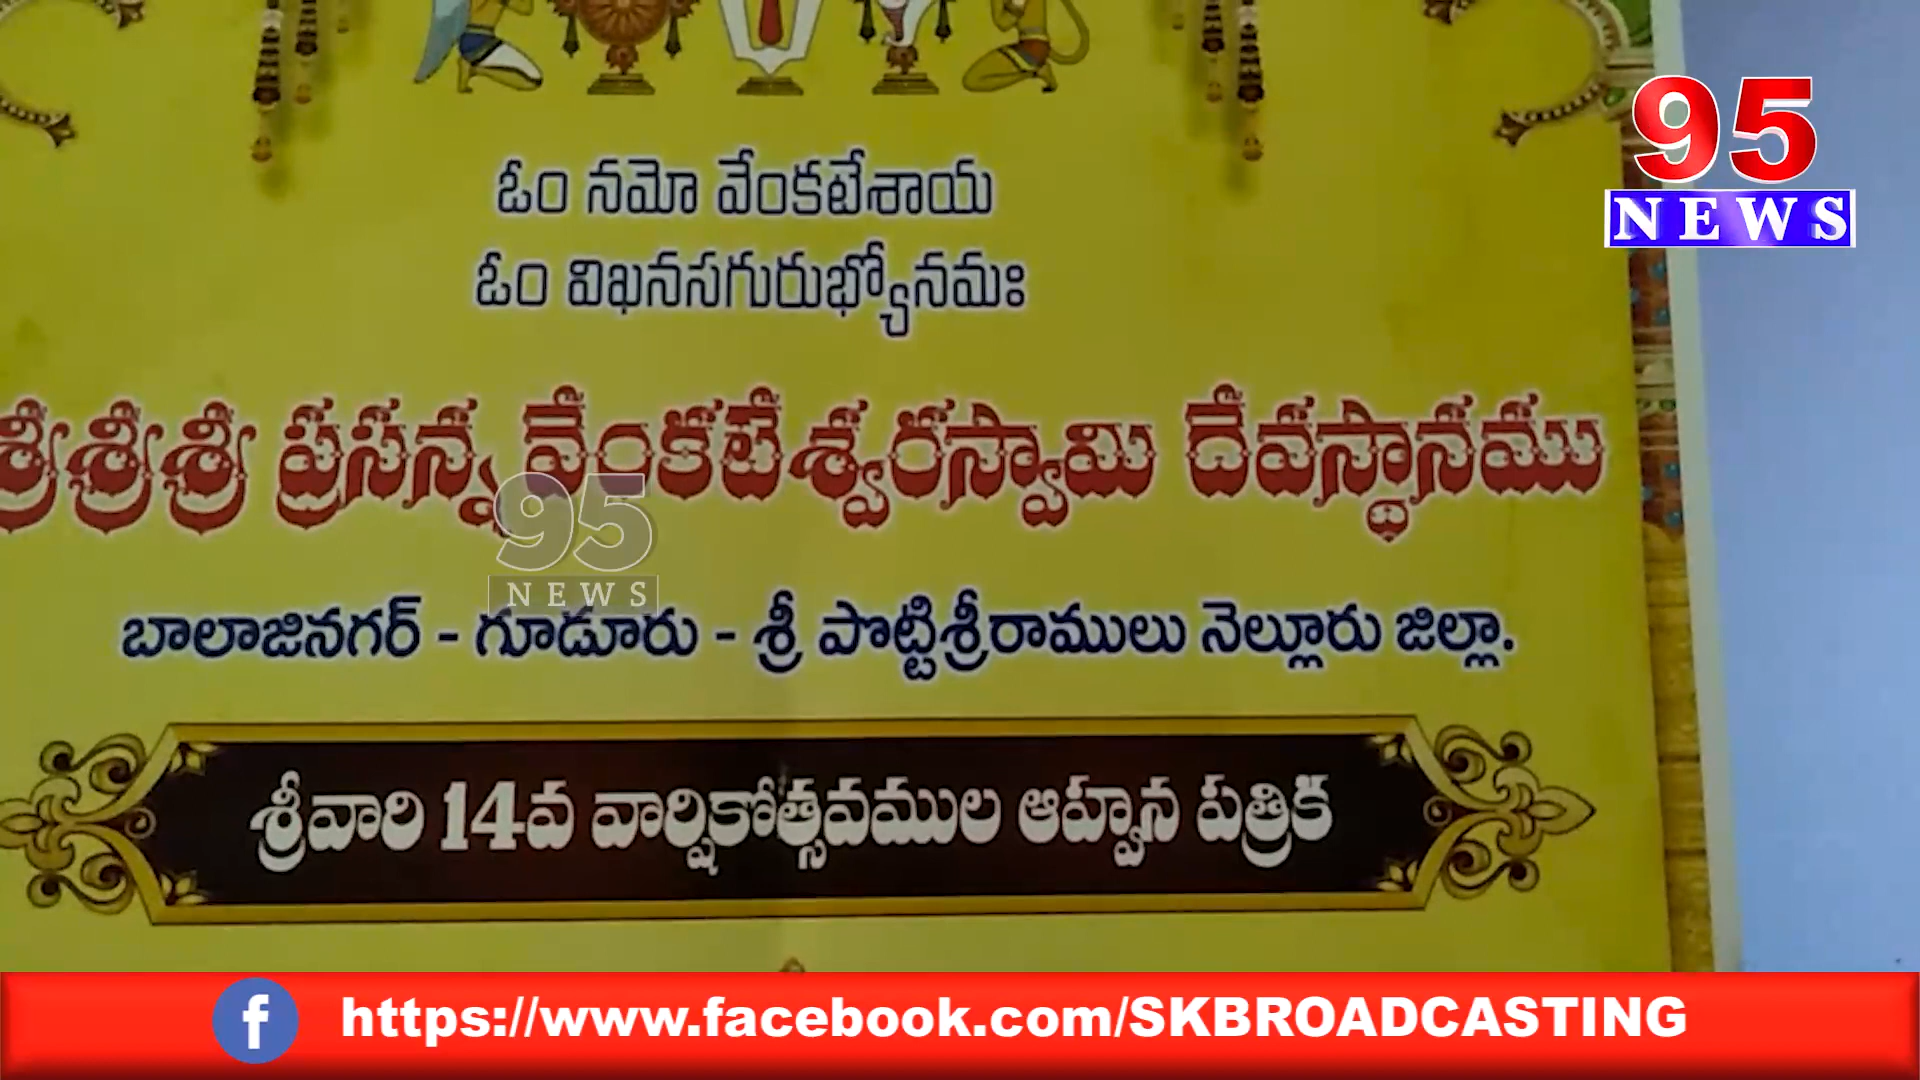 95
NEWS
ఓం నమో వేంకటేశాయ
ఓం విఖనసగురుభ్యోనమః
శ్రీశ్రీశ్రీ ప్రసన్న వేంకటేశ్వరస్వామి దేవస్థానము
95
NEWS
బాలాజినగర్ - గూడూరు - శ్రీ పొట్టిశ్రీరాములు నెల్లూరు జిల్లా.
శ్రీవారి 14వ వార్షికోత్సవముల ఆహ్వాన పత్రిక
f https://www.facebook.com/SKBROADCASTING